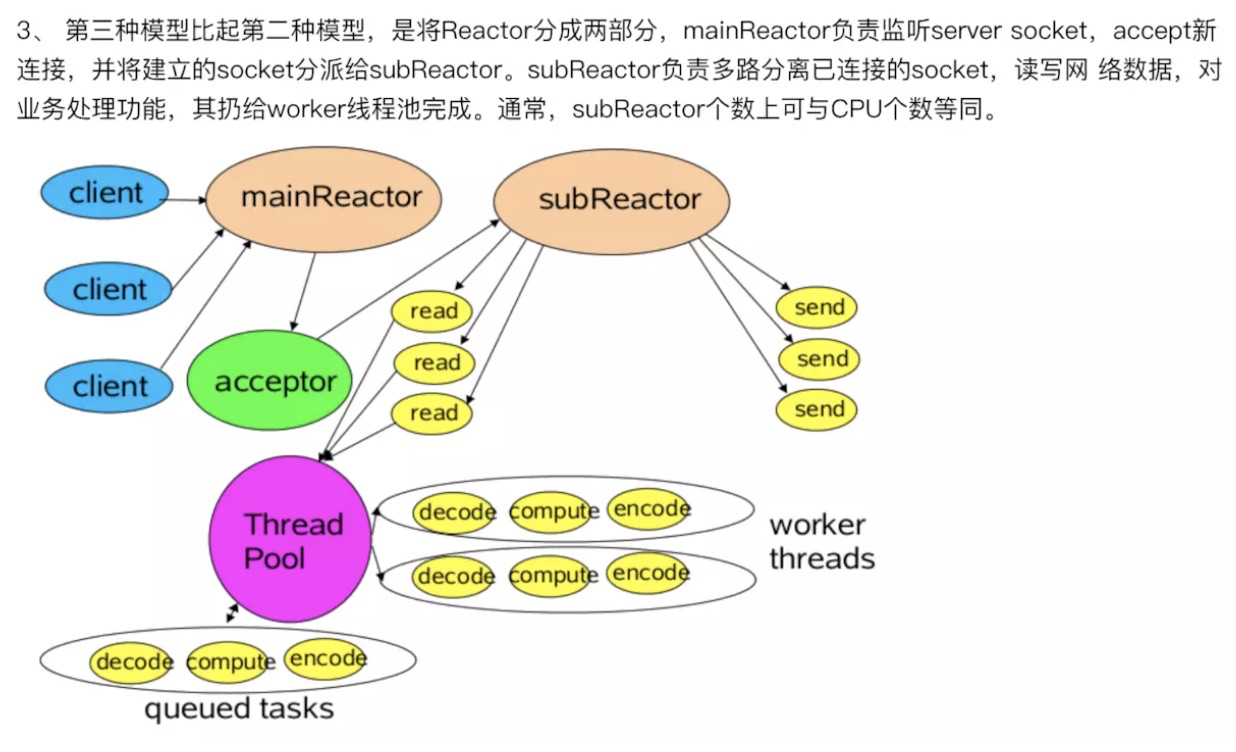 3、 第三种模型比起第二种模型，是将Reactor分成两部分，mainReactor负责监听server socket，accept新
连接，并将建立的socket分派给subReactor。subReactor负责多路分离已连接的socket，读写网 络数据，对
业务处理功能，其扔给worker线程池完成。通常，subReactor个数上可与CPU个数等同。
client
mainReactor
subReactor
client
read
send
client
acceptor
read
send
read
send
Thread
Pool
decode compute encode
decode compute encode
worker
threads
decode compute encode
queued tasks